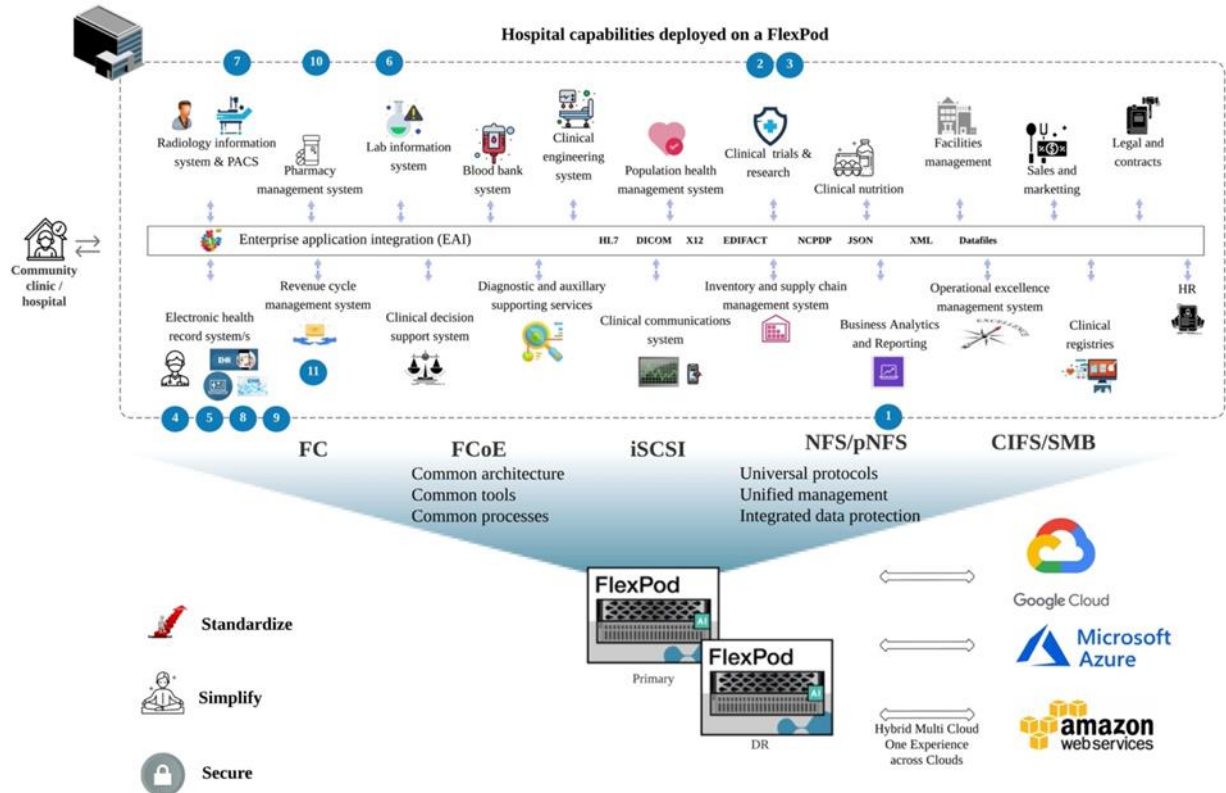 Hospital capabilities deployed on a FlexPod
7
10
6
2
3
Radiology information
system & PACS
Pharmacy
management system
Lab information
system
Blood bank
system
Clinical
engineering
system
Population health
management system
Clinical trials &
research
Clinical nutrition
Facilities
management
Sales and
marketting
Legal and
contracts
Community
clinic /
hospital
Enterprise application integration (EAI)
HL7 DICOM X12 EDIFACT NCPDP JSON XML Datafiles
Electronic health
record system/s
EHR
Revenue cycle
management system
Clinical decision
support system
Diagnostic and auxillary
supporting services
Clinical communications
system
Inventory and supply chain
management system
Business Analytics
and Reporting
Operational excellence
management system
EXCELLENCE
Clinical
registries
HR
11
4
5
8
9
1
FC
FCoE
iSCSI
NFS/pNFS
CIFS/SMB
Common architecture
Common tools
Common processes
Universal protocols
Unified management
Integrated data protection
FlexPod
AI
Primary
FlexPod
AI
DR
Standardize
Simplify
Secure
Google Cloud
Microsoft
Azure
amazon
web services
Hybrid Multi Cloud
One Experience
across Clouds